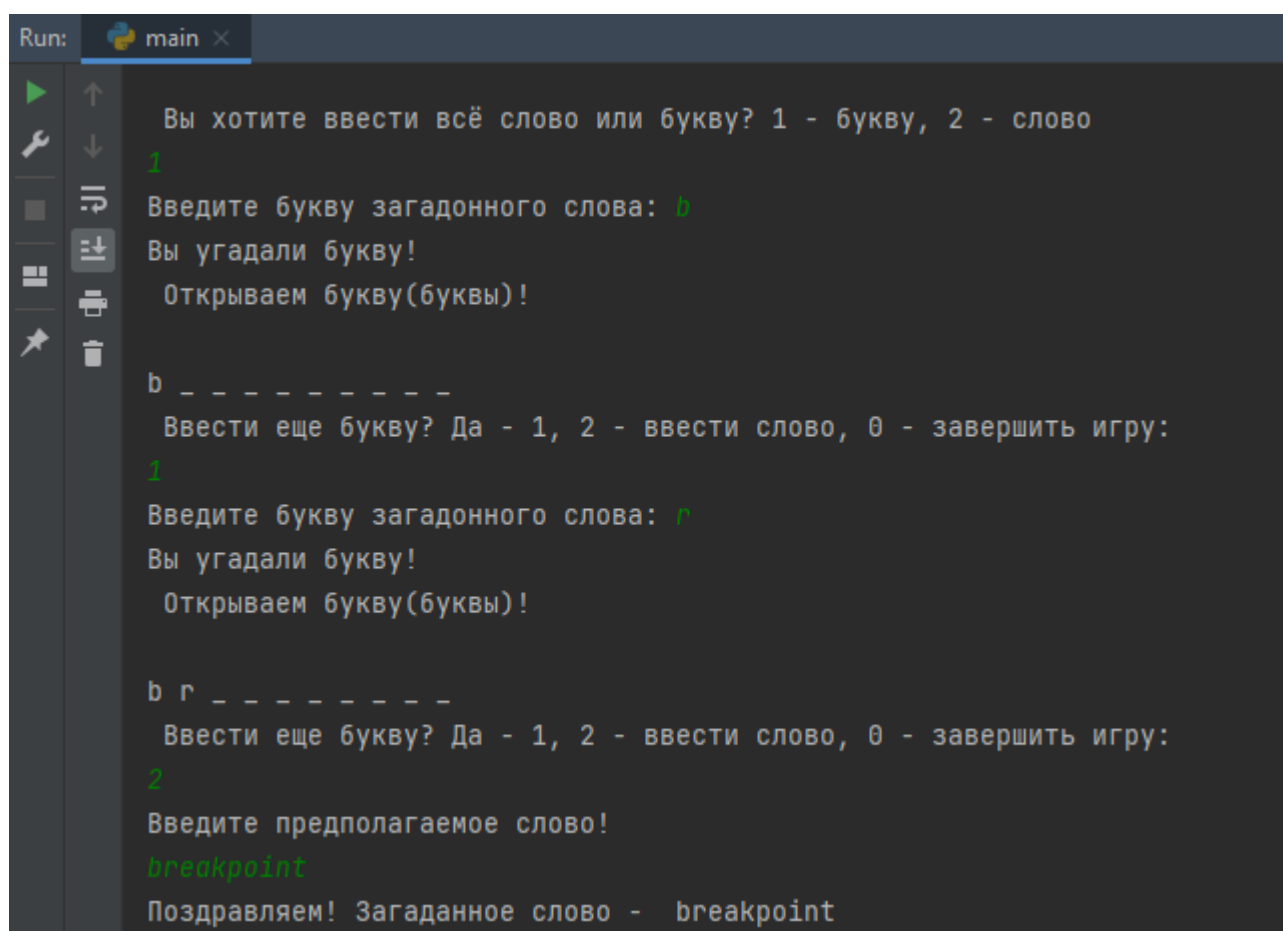 Run: main ×
Вы хотите ввести всё слово или букву? 1 - букву, 2 - слово
1
Введите букву загадонного слова: b
Вы угадали букву!
Открываем букву(буквы)!
b _ _ _ _ _ _ _ _ _
Ввести еще букву? Да - 1, 2 - ввести слово, 0 - завершить игру:
1
Введите букву загадонного слова: r
Вы угадали букву!
Открываем букву(буквы)!
b r _ _ _ _ _ _ _ _
Ввести еще букву? Да - 1, 2 - ввести слово, 0 - завершить игру:
2
Введите предполагаемое слово!
breakpoint
Поздравляем! Загаданное слово -  breakpoint